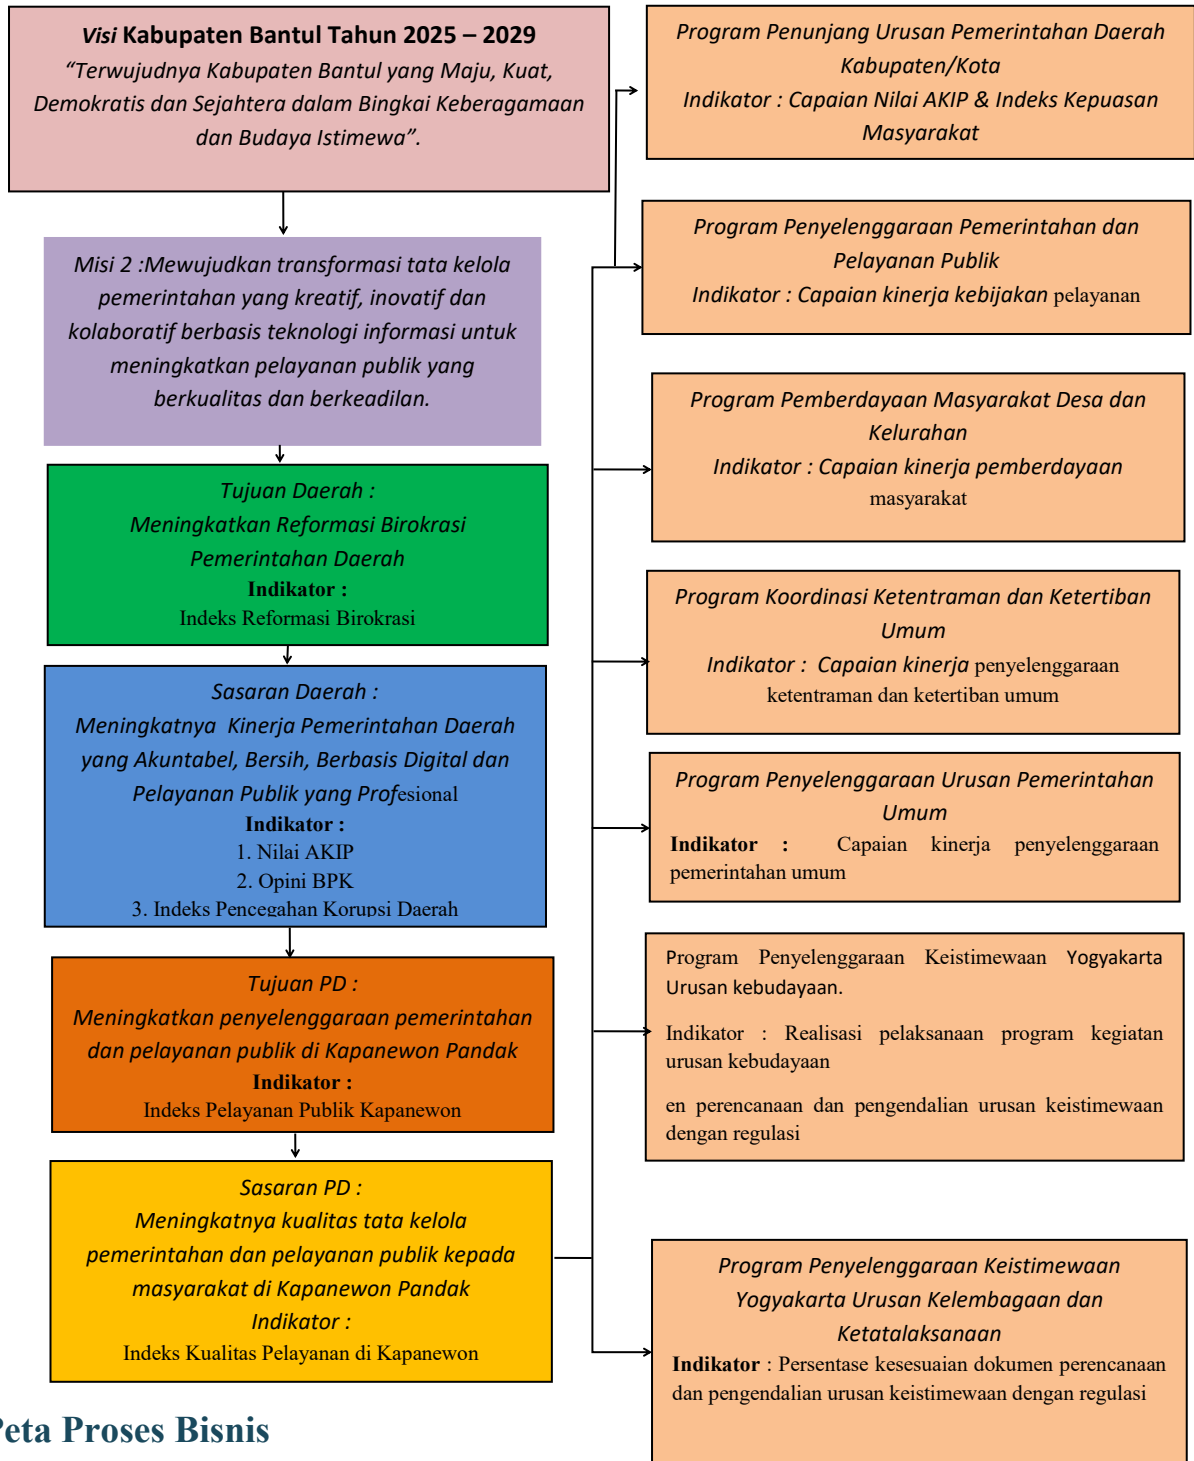 Visi Kabupaten Bantul Tahun 2025 – 2029
“Terwujudnya Kabupaten Bantul yang Maju, Kuat,
Demokratis dan Sejahtera dalam Bingkai Keberagamaan
dan Budaya Istimewa”.
Misi 2 :Mewujudkan transformasi tata kelola
pemerintahan yang kreatif, inovatif dan
kolaboratif berbasis teknologi informasi untuk
meningkatkan pelayanan publik yang
berkualitas dan berkeadilan.
Tujuan Daerah :
Meningkatkan Reformasi Birokrasi
Pemerintahan Daerah
Indikator :
Indeks Reformasi Birokrasi
Sasaran Daerah :
Meningkatnya Kinerja Pemerintahan Daerah
yang Akuntabel, Bersih, Berbasis Digital dan
Pelayanan Publik yang Profesional
Indikator :
1. Nilai AKIP
2. Opini BPK
3. Indeks Pencegahan Korupsi Daerah
Tujuan PD :
Meningkatkan penyelenggaraan pemerintahan
dan pelayanan publik di Kapanewon Pandak
Indikator :
Indeks Pelayanan Publik Kapanewon
Sasaran PD :
Meningkatnya kualitas tata kelola
pemerintahan dan pelayanan publik kepada
masyarakat di Kapanewon Pandak
Indikator :
Indeks Kualitas Pelayanan di Kapanewon
Program Penunjang Urusan Pemerintahan Daerah
Kabupaten/Kota
Indikator : Capaian Nilai AKIP & Indeks Kepuasan
Masyarakat
Program Penyelenggaraan Pemerintahan dan
Pelayanan Publik
Indikator : Capaian kinerja kebijakan pelayanan
Program Pemberdayaan Masyarakat Desa dan
Kelurahan
Indikator : Capaian kinerja pemberdayaan
masyarakat
Program Koordinasi Ketentraman dan Ketertiban
Umum
Indikator : Capaian kinerja penyelenggaraan
ketentraman dan ketertiban umum
Program Penyelenggaraan Urusan Pemerintahan
Umum
Indikator : Capaian kinerja penyelenggaraan
pemerintahan umum
Program Penyelenggaraan Keistimewaan Yogyakarta
Urusan kebudayaan.
Indikator : Realisasi pelaksanaan program kegiatan
urusan kebudayaan
en perencanaan dan pengendalian urusan keistimewaan
dengan regulasi
Program Penyelenggaraan Keistimewaan
Yogyakarta Urusan Kelembagaan dan
Ketatalaksanaan
Indikator : Persentase kesesuaian dokumen perencanaan
dan pengendalian urusan keistimewaan dengan regulasi
Peta Proses Bisnis